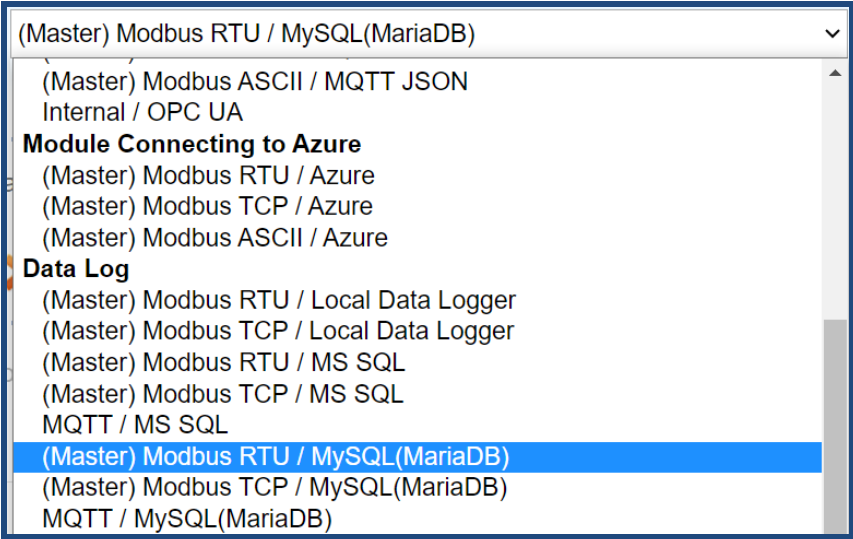 (Master) Modbus RTU / MySQL(MariaDB)
(Master) Modbus ASCII / MQTT JSON
Internal / OPC UA
Module Connecting to Azure
(Master) Modbus RTU / Azure
(Master) Modbus TCP / Azure
(Master) Modbus ASCII / Azure
Data Log
(Master) Modbus RTU / Local Data Logger
(Master) Modbus TCP / Local Data Logger
(Master) Modbus RTU / MS SQL
(Master) Modbus TCP / MS SQL
MQTT / MS SQL
(Master) Modbus RTU / MySQL(MariaDB)
(Master) Modbus TCP / MySQL(MariaDB)
MQTT / MySQL(MariaDB)